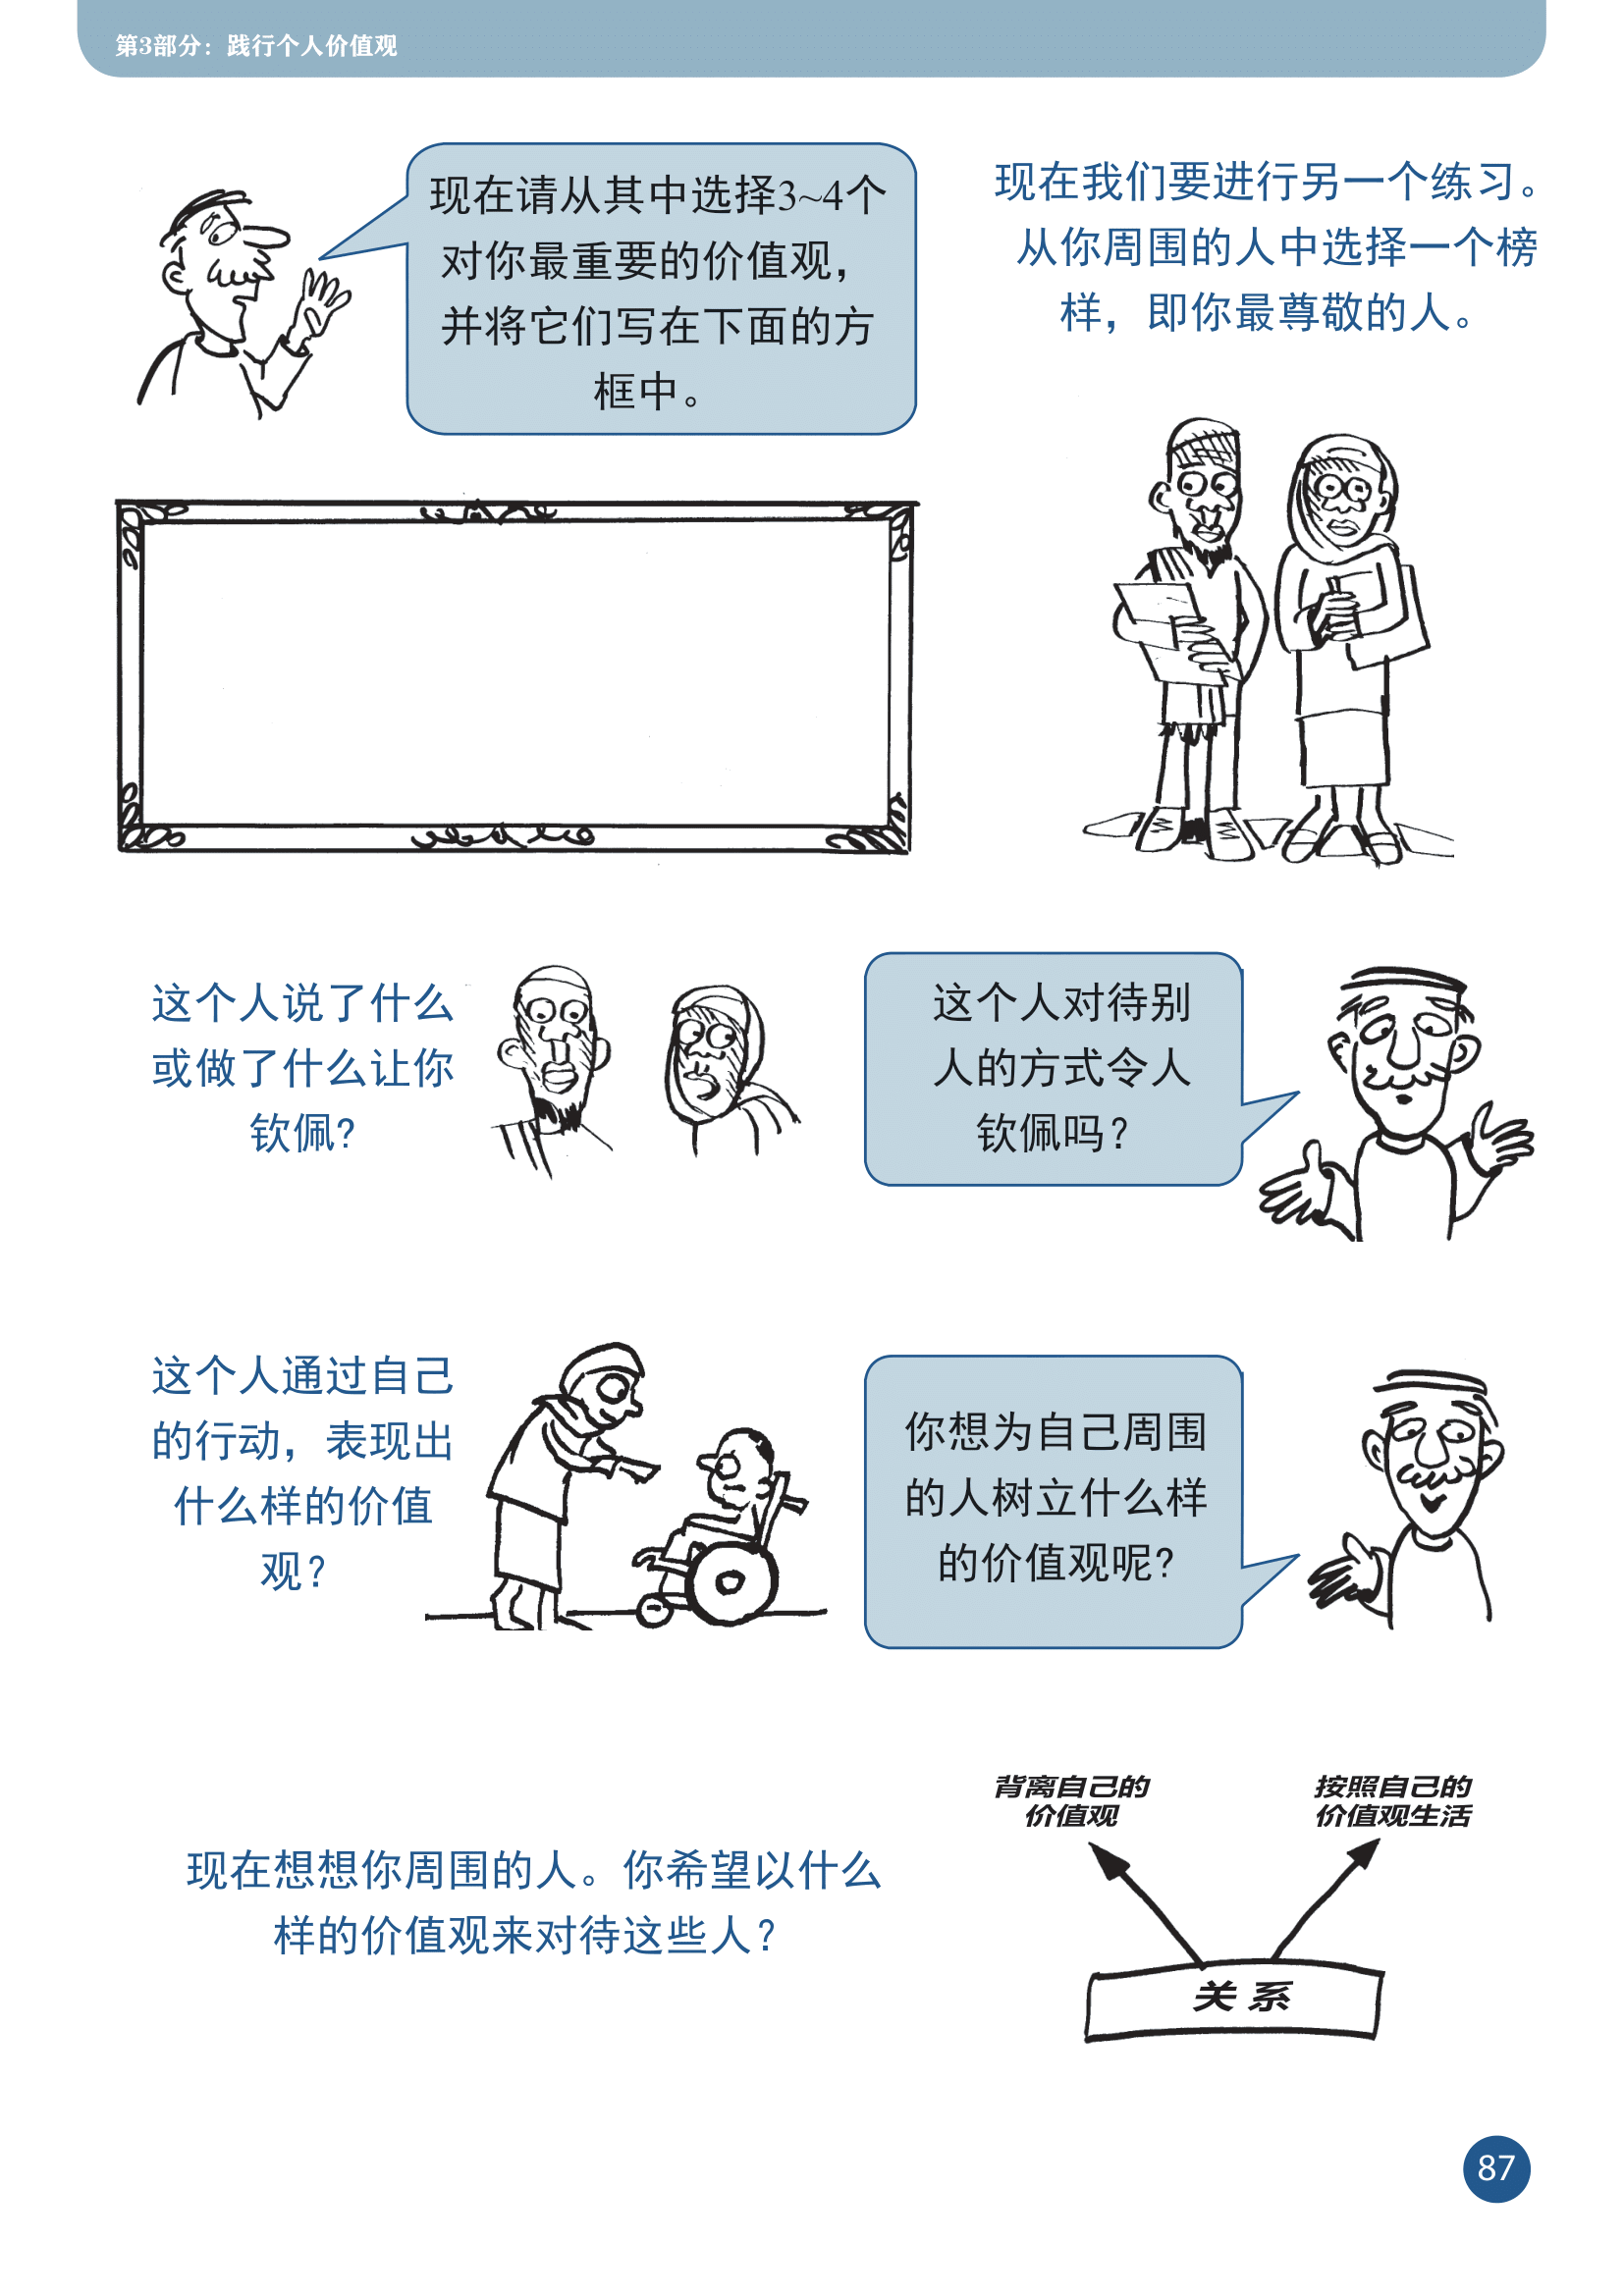 第3部分：践行个人价值观
现在请从其中选择3~4个
对你最重要的价值观，
并将它们写在下面的方
框中。
现在我们要进行另一个练习。
从你周围的人中选择一个榜
样，即你最尊敬的人。
这个人说了什么
或做了什么让你
钦佩？
这个人对待别
人的方式令人
钦佩吗？
这个人通过自己
的行动，表现出
什么样的价值
观？
你想为自己周围
的人树立什么样
的价值观呢？
现在想想你周围的人。你希望以什么
样的价值观来对待这些人？
背离自己的
价值观
按照自己的
价值观生活
关系
87